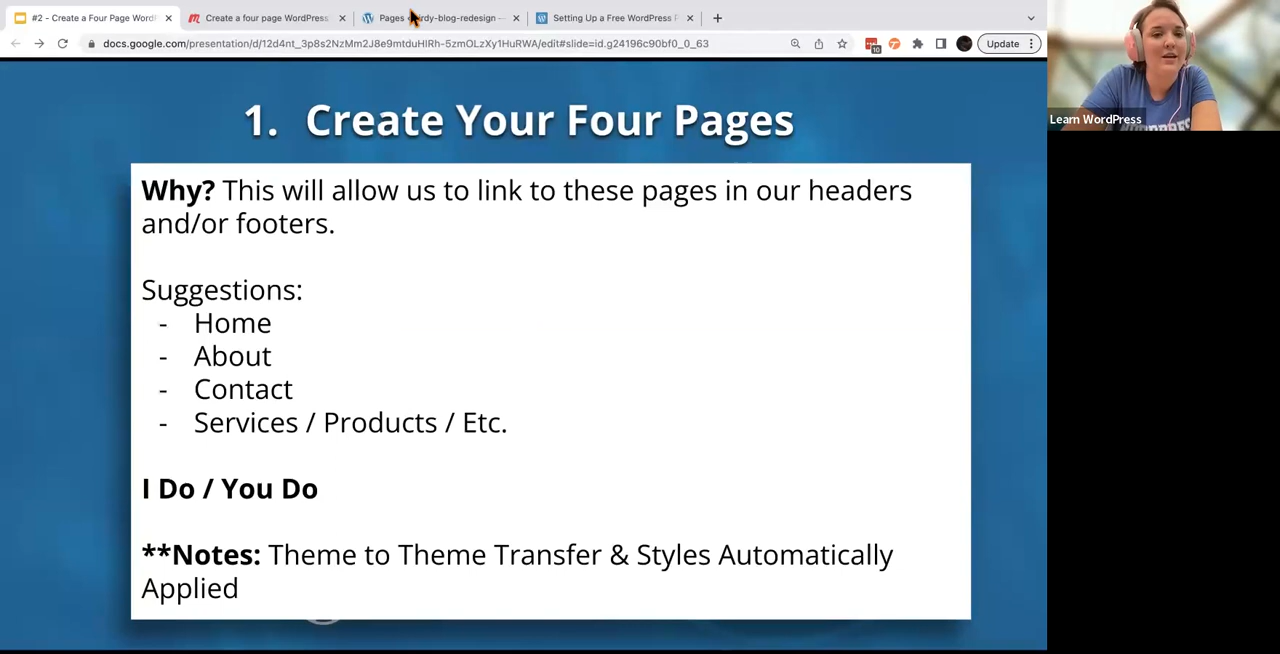 #2 - Create a Four Page WordP
Create a four page WordPress
Pages
rdy-blog-redesign —
Setting Up a Free WordPress P
docs.google.com/presentation/d/12d4nt_3p8s2NzMm2J8e9mtduHIRh-5zmOLzXy1HuRWA/edit#slide=id.g24196c90bf0_0_63
10
Update
Learn WordPress
1. Create Your Four Pages
Why? This will allow us to link to these pages in our headers
and/or footers.
Suggestions:
- Home
- About
- Contact
- Services / Products / Etc.
I Do / You Do
**Notes: Theme to Theme Transfer & Styles Automatically
Applied